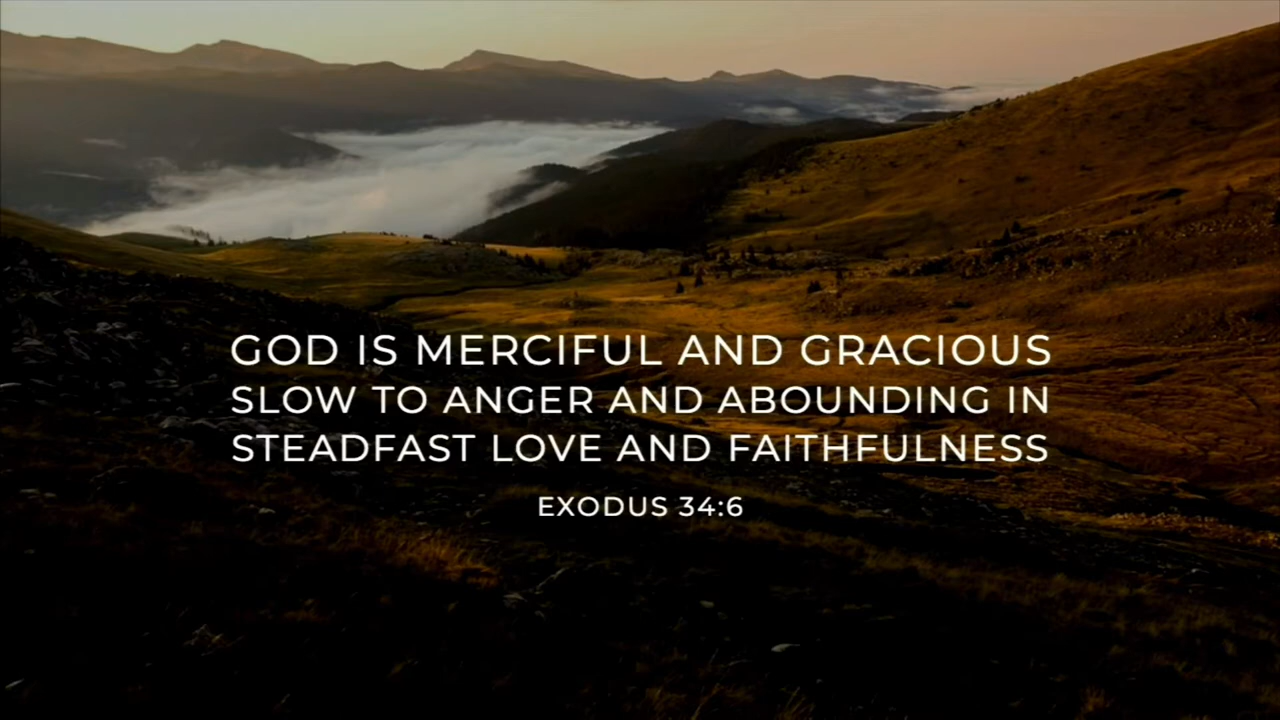 GOD IS MERCIFUL AND GRACIOUS
SLOW TO ANGER AND ABOUNDING IN
STEADFAST LOVE AND FAITHFULNESS
EXODUS 34:6